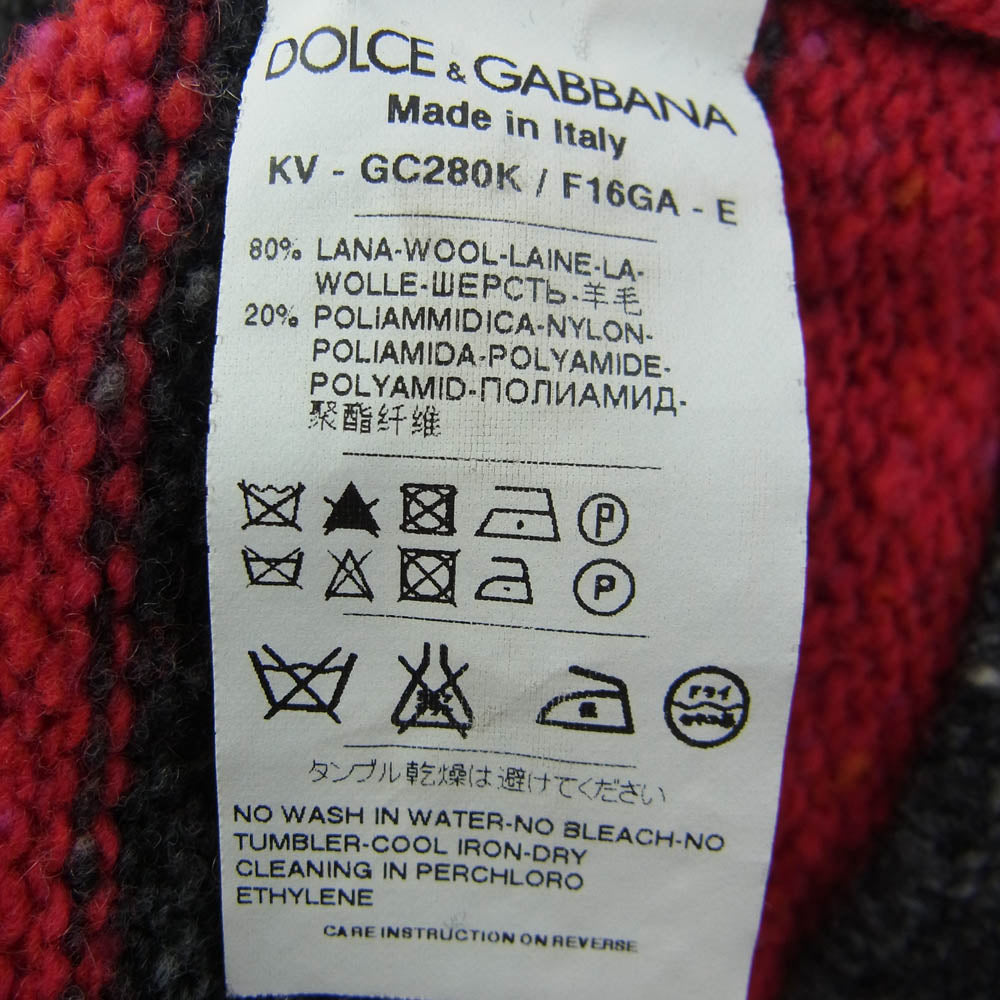 DOLCE & GABBANA
Made in Italy
KV - GC280K / F16GA - E
80% LANA-WOOL-LAINE-LA-
WOLLE-ШЕРСТЬ-羊毛
20% POLIAMMIDICA-NYLON-
POLIAMIDA-POLYAMIDE-
POLYAMID-ПОЛИАМИД-
聚酯纤维
P
P
ドライ
タンブル乾燥は避けてください
NO WASH IN WATER-NO BLEACH-NO
TUMBLER-COOL IRON-DRY
CLEANING IN PERCHLORO
ETHYLENE
CARE INSTRUCTION ON REVERSE